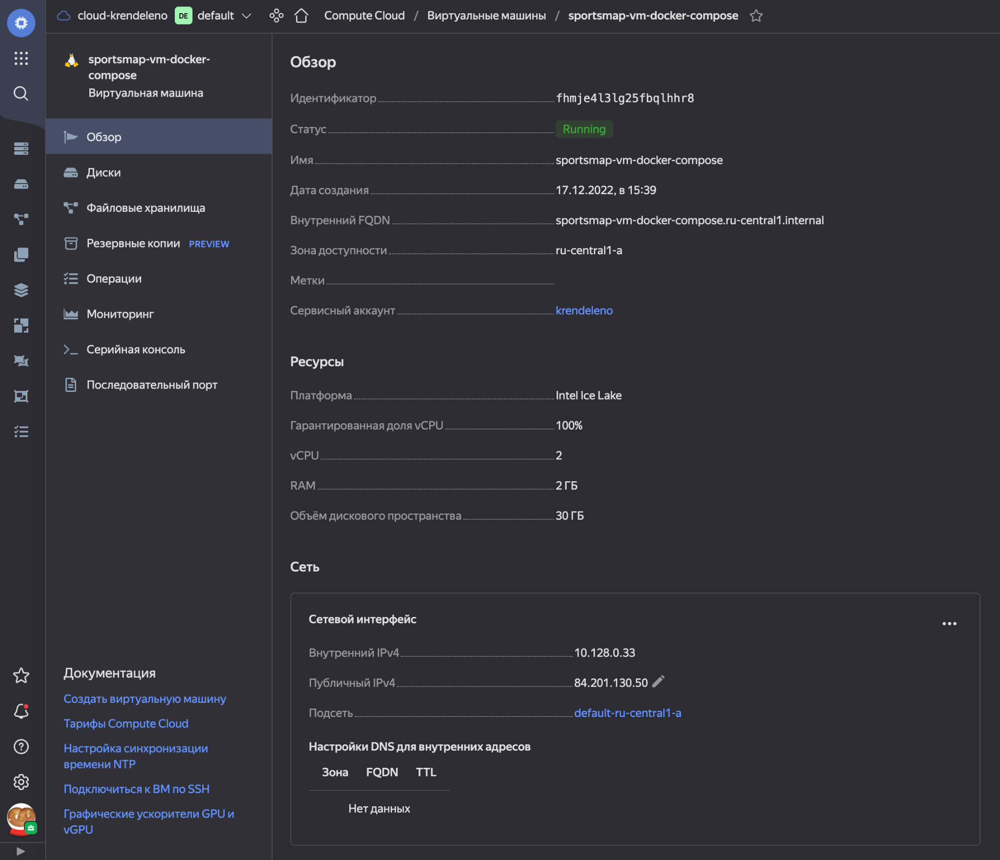 cloud-krendeleno DE default Compute Cloud / Виртуальные машины / sportsmap-vm-docker-compose
sportsmap-vm-docker-
compose
Виртуальная машина
Обзор
Диски
Файловые хранилища
Резервные копии PREVIEW
Операции
Мониторинг
Серийная консоль
Последовательный порт
Документация
Создать виртуальную машину
Тарифы Compute Cloud
Настройка синхронизации
времени NTP
Подключиться к ВМ по SSH
Графические ускорители GPU и
vGPU
Обзор
Идентификатор fhmje4l3lg25fbqlhhr8
Статус Running
Имя sportsmap-vm-docker-compose
Дата создания 17.12.2022, в 15:39
Внутренний FQDN sportsmap-vm-docker-compose.ru-central1.internal
Зона доступности ru-central1-a
Метки
Сервисный аккаунт krendeleno
Ресурсы
Платформа Intel Ice Lake
Гарантированная доля vCPU 100%
vCPU 2
RAM 2 ГБ
Объём дискового пространства 30 ГБ
Сеть
Сетевой интерфейс
Внутренний IPv4 10.128.0.33
Публичный IPv4 84.201.130.50
Подсеть default-ru-central1-a
Настройки DNS для внутренних адресов
Зона FQDN TTL
Нет данных